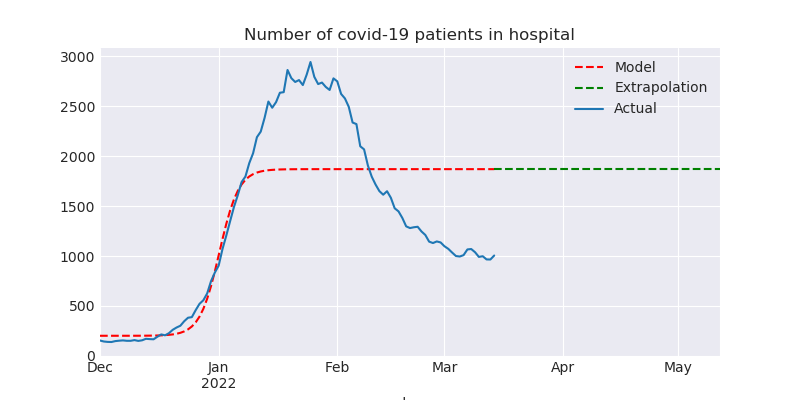 Number of covid-19 patients in hospital
3000
2500
2000
1500
1000
500
0
Model
Extrapolation
Actual
Dec
Jan
2022
Feb
Mar
Apr
May